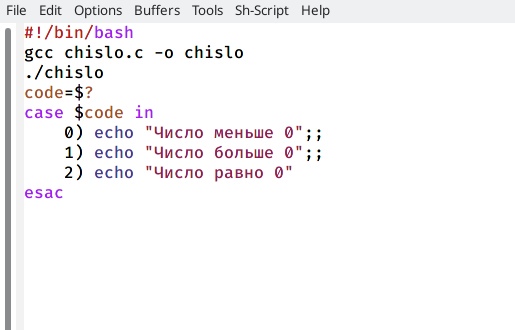 File Edit Options Buffers Tools Sh-Script Help
#!/bin/bash
gcc chislo.c -o chislo
./chislo
code=$?
case $code in
    0) echo "Число меньше 0";;
    1) echo "Число больше 0";;
    2) echo "Число равно 0"
esac